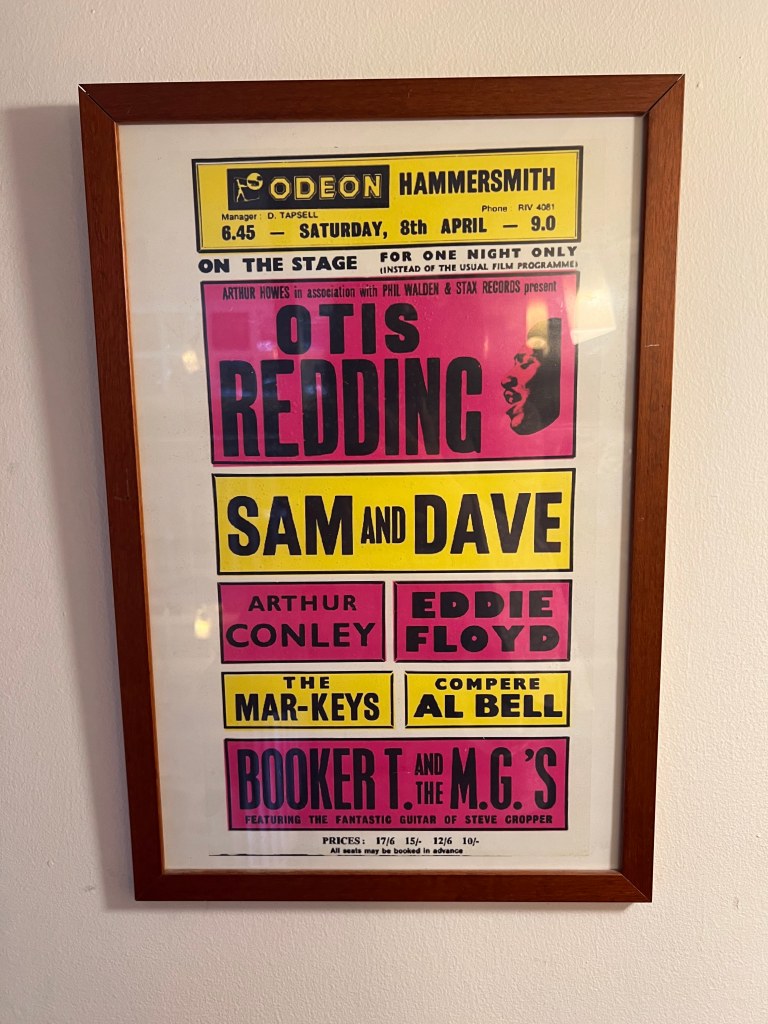 ODEON HAMMERSMITH
Manager: D. TAPSELL Phone: RIV 4081
6.45 — SATURDAY, 8th APRIL — 9.0
ON THE STAGE FOR ONE NIGHT ONLY
(INSTEAD OF THE USUAL FILM PROGRAMME)
ARTHUR HOWES in association with PHIL WALDEN & STAX RECORDS present
OTIS
REDDING
SAM AND DAVE
ARTHUR
CONLEY
EDDIE
FLOYD
THE
MAR-KEYS
COMPERE
AL BELL
BOOKER T. AND THE M.G.'S
FEATURING THE FANTASTIC GUITAR OF STEVE CROPPER
PRICES: 17/6 15/- 12/6 10/-
All seats may be booked in advance